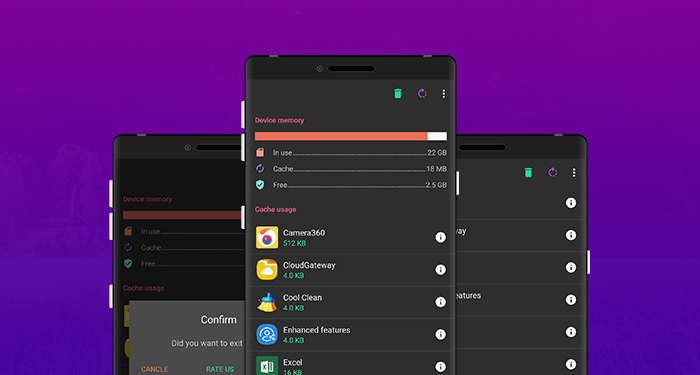 Device memory
In use 22 GB
Cache 18 MB
Free 2.5 GB
Cache usage
Camera360
512 KB
CloudGateway
4.0 KB
Cool Clean
4.0 KB
Enhanced features
4.0 KB
Excel
16 KB
Device memory
In use
Cache
Free
Cache usage
Confirm
Did you want to exit
CANCLE RATE US
way
features